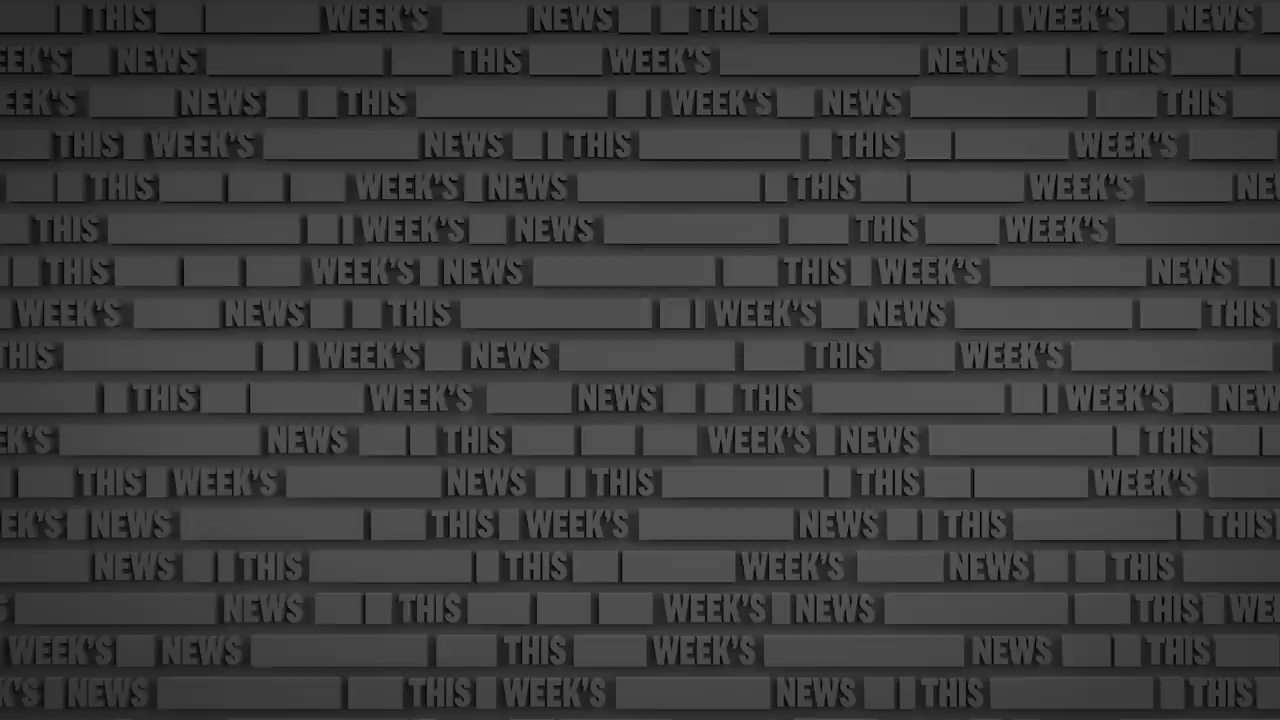 THIS WEEK'S NEWS THIS WEEK'S NEWS
EEK'S NEWS THIS WEEK'S NEWS THIS
EEK'S NEWS THIS WEEK'S NEWS THIS
THIS WEEK'S NEWS THIS THIS WEEK'S
THIS WEEK'S NEWS THIS WEEK'S NE
THIS WEEK'S NEWS THIS WEEK'S
THIS WEEK'S NEWS THIS WEEK'S NEWS
WEEK'S NEWS THIS WEEK'S NEWS THIS
THIS WEEK'S NEWS THIS WEEK'S
THIS WEEK'S NEWS THIS WEEK'S NEW
EK'S NEWS THIS WEEK'S NEWS THIS
THIS WEEK'S NEWS THIS THIS WEEK'S
EK'S NEWS THIS WEEK'S NEWS THIS THIS
NEWS THIS THIS WEEK'S NEWS THIS
S NEWS THIS WEEK'S NEWS THIS WE
WEEK'S NEWS THIS WEEK'S NEWS THIS
K'S NEWS THIS WEEK'S NEWS THIS THIS